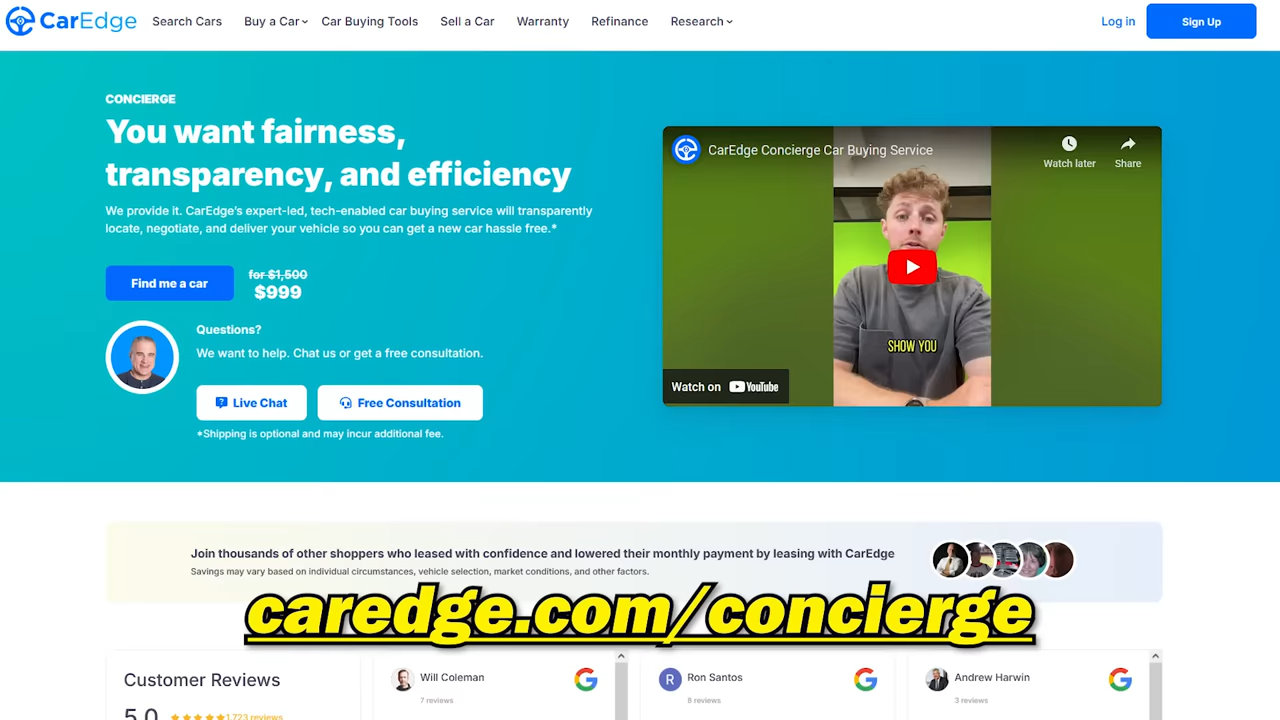 CarEdge
Search Cars
Buy a Car
Car Buying Tools
Sell a Car
Warranty
Refinance
Research
Log in
Sign Up
CONCIERGE
You want fairness,
transparency, and efficiency
We provide it. CarEdge's expert-led, tech-enabled car buying service will transparently
locate, negotiate, and deliver your vehicle so you can get a new car hassle free.*
Find me a car
for $1,500
$999
Questions?
We want to help. Chat us or get a free consultation.
Live Chat
Free Consultation
*Shipping is optional and may incur additional fee.
CarEdge Concierge Car Buying Service
Watch later
Share
SHOW YOU
Watch on YouTube
Join thousands of other shoppers who leased with confidence and lowered their monthly payment by leasing with CarEdge
Savings may vary based on individual circumstances, vehicle selection, market conditions, and other factors.
caredge.com/concierge
Customer Reviews
5.0
1,723 reviews
Will Coleman
7 reviews
Ron Santos
9 reviews
Andrew Harwin
3 reviews